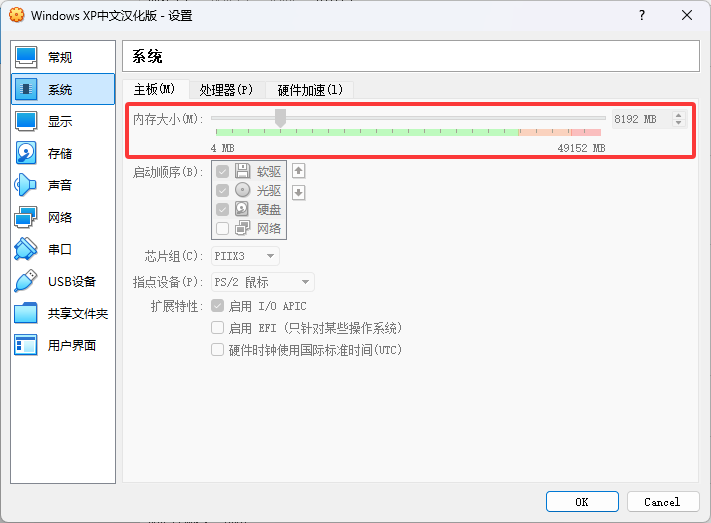 Windows XP中文汉化版 - 设置
?
常规
系统
显示
存储
声音
网络
串口
USB设备
共享文件夹
用户界面
系统
主板(M) 处理器(P) 硬件加速(l)
内存大小(M): 8192 MB
4 MB 49152 MB
启动顺序(B): 软驱
光驱
硬盘
网络
芯片组(C): PIIX3
指点设备(P): PS/2 鼠标
扩展特性: 启用 I/O APIC
启用 EFI (只针对某些操作系统)
硬件时钟使用国际标准时间(UTC)
OK Cancel